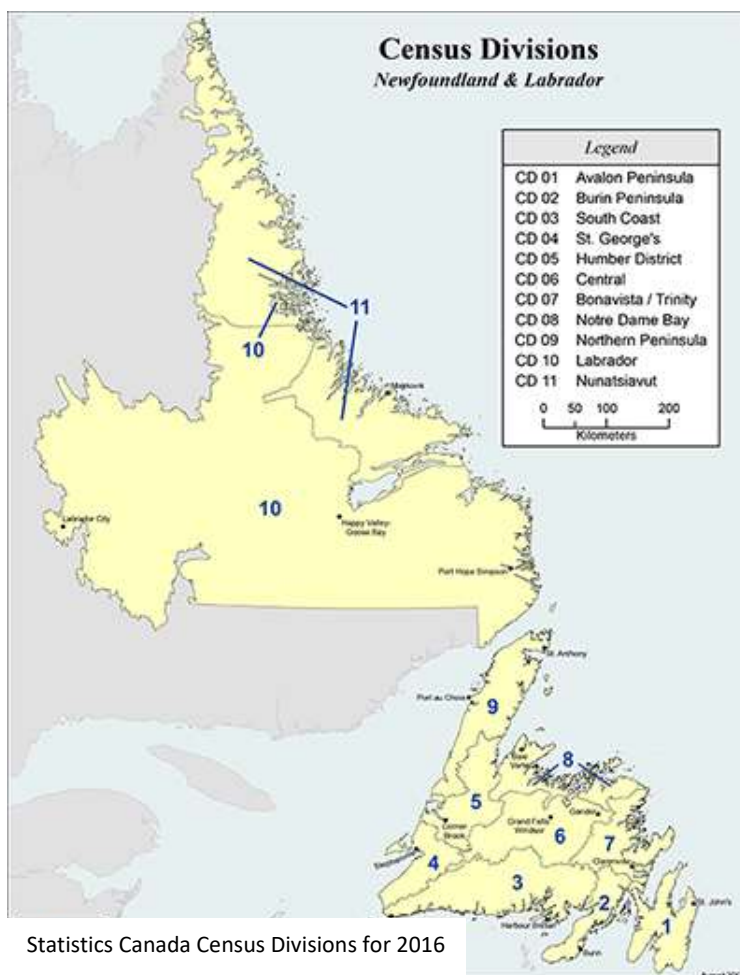 Census Divisions
Newfoundland & Labrador
Legend
CD 01 Avalon Peninsula
CD 02 Burin Peninsula
CD 03 South Coast
CD 04 St. George's
CD 05 Humber District
CD 06 Central
CD 07 Bonavista / Trinity
CD 08 Notre Dame Bay
CD 09 Northern Peninsula
CD 10 Labrador
CD 11 Nunatsiavut
0 50 100 200
Kilometers
11
10
Makkovik
10
Labrador City
Happy Valley-
Goose Bay
Port Hope Simpson
St. Anthony
Port au Choix
9
8
Baie
Verte
5
Corner
Brook
Grand Falls
Windsor
Gander
6
7
Stephenville
4
Clarenville
3
2
Harbour Breton
St. John's
1
Burin
Statistics Canada Census Divisions for 2016